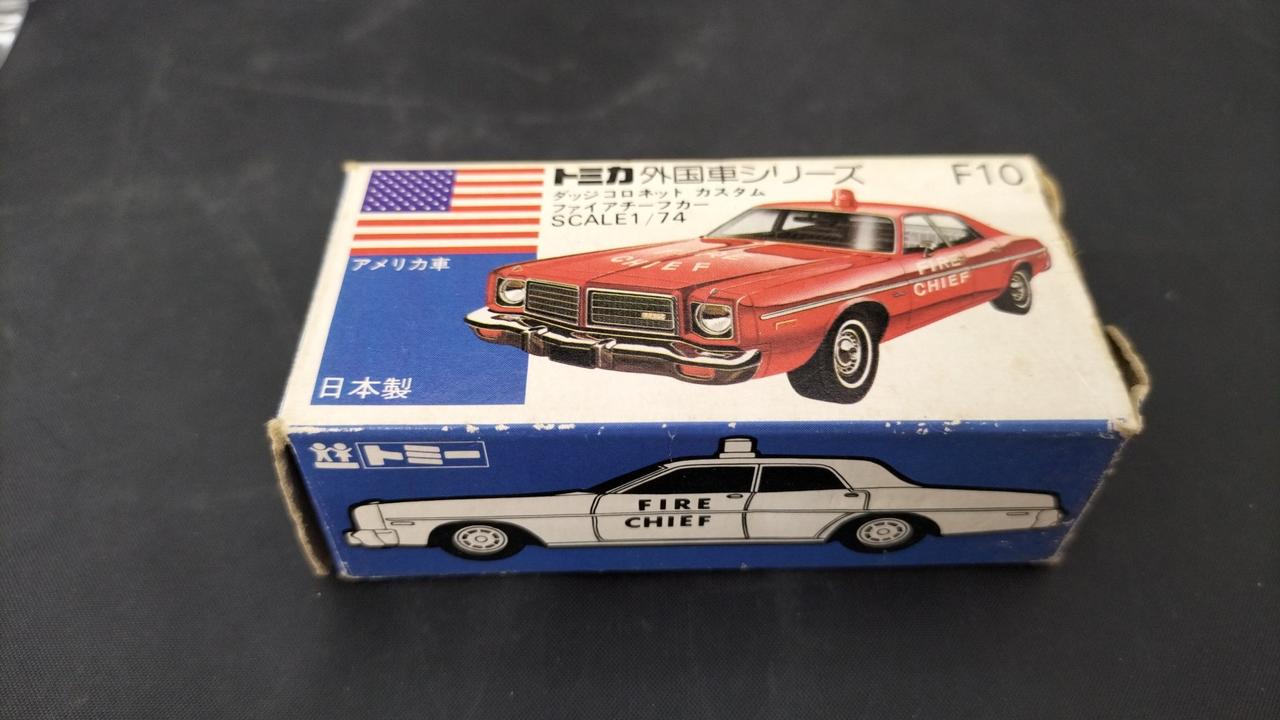 トミカ 外国車シリーズ F10
ダッジ コロネット カスタム
ファイアチーフカー
SCALE1/74
アメリカ車
日本製
FIRE
CHIEF
FIRE
CHIEF
トミー
FIRE
CHIEF